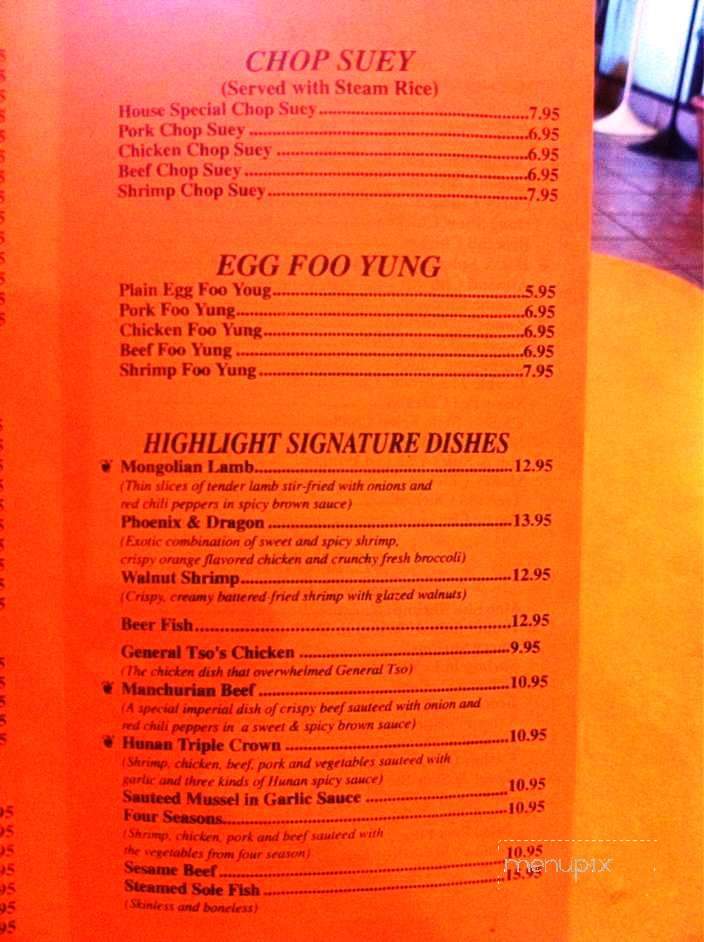 CHOP SUEY
(Served with Steam Rice)
House Special Chop Suey 7.95
Pork Chop Suey 6.95
Chicken Chop Suey 6.95
Beef Chop Suey 6.95
Shrimp Chop Suey 7.95
EGG FOO YUNG
Plain Egg Foo Young 5.95
Pork Foo Yung 6.95
Chicken Foo Yung 6.95
Beef Foo Yung 6.95
Shrimp Foo Yung 7.95
HIGHLIGHT SIGNATURE DISHES
Mongolian Lamb 12.95
(Thin slices of tender lamb stir-fried with onions and
red chili peppers in spicy brown sauce)
Phoenix & Dragon 13.95
(Exotic combination of sweet and spicy shrimp,
crispy orange flavored chicken and crunchy fresh broccoli)
Walnut Shrimp 12.95
(Crispy, creamy battered-fried shrimp with glazed walnuts)
Beer Fish 12.95
General Tso's Chicken 9.95
(The chicken dish that overwhelmed General Tso)
Manchurian Beef 10.95
(A special imperial dish of crispy beef sauteed with onion and
red chili peppers in a sweet & spicy brown sauce)
Hunan Triple Crown 10.95
(Shrimp, chicken, beef, pork and vegetables sauteed with
garlic and three kinds of Hunan spicy sauce)
Sauteed Mussel in Garlic Sauce 10.95
Four Seasons 10.95
(Shrimp, chicken, pork and beef sauteed with
the vegetables from four season)
Sesame Beef 10.95
Steamed Sole Fish
(Skinless and boneless)
menupix